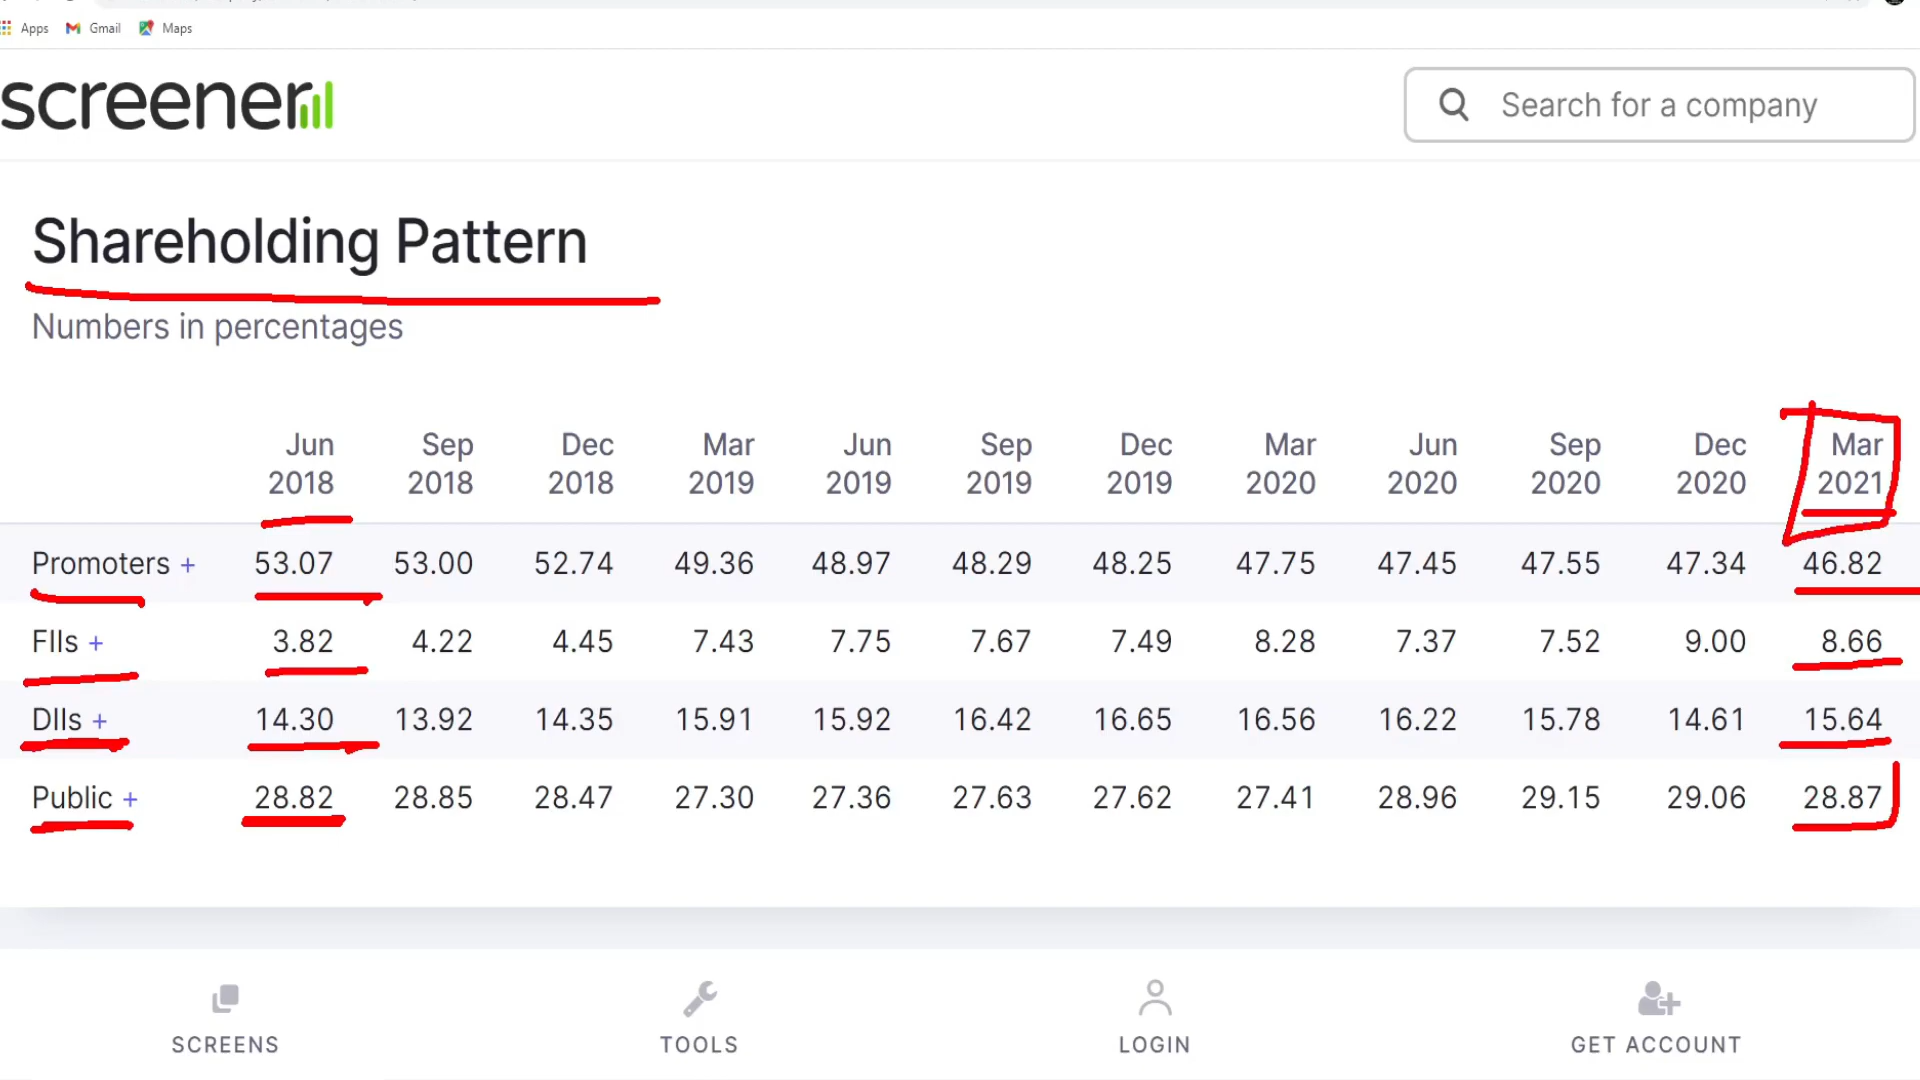 Apps Gmail Maps
screener
Search for a company
Shareholding Pattern
Numbers in percentages
Jun 2018 Sep 2018 Dec 2018 Mar 2019 Jun 2019 Sep 2019 Dec 2019 Mar 2020 Jun 2020 Sep 2020 Dec 2020 Mar 2021
Promoters + 53.07 53.00 52.74 49.36 48.97 48.29 48.25 47.75 47.45 47.55 47.34 46.82
FIIs + 3.82 4.22 4.45 7.43 7.75 7.67 7.49 8.28 7.37 7.52 9.00 8.66
DIIs + 14.30 13.92 14.35 15.91 15.92 16.42 16.65 16.56 16.22 15.78 14.61 15.64
Public + 28.82 28.85 28.47 27.30 27.36 27.63 27.62 27.41 28.96 29.15 29.06 28.87
SCREENS TOOLS LOGIN GET ACCOUNT